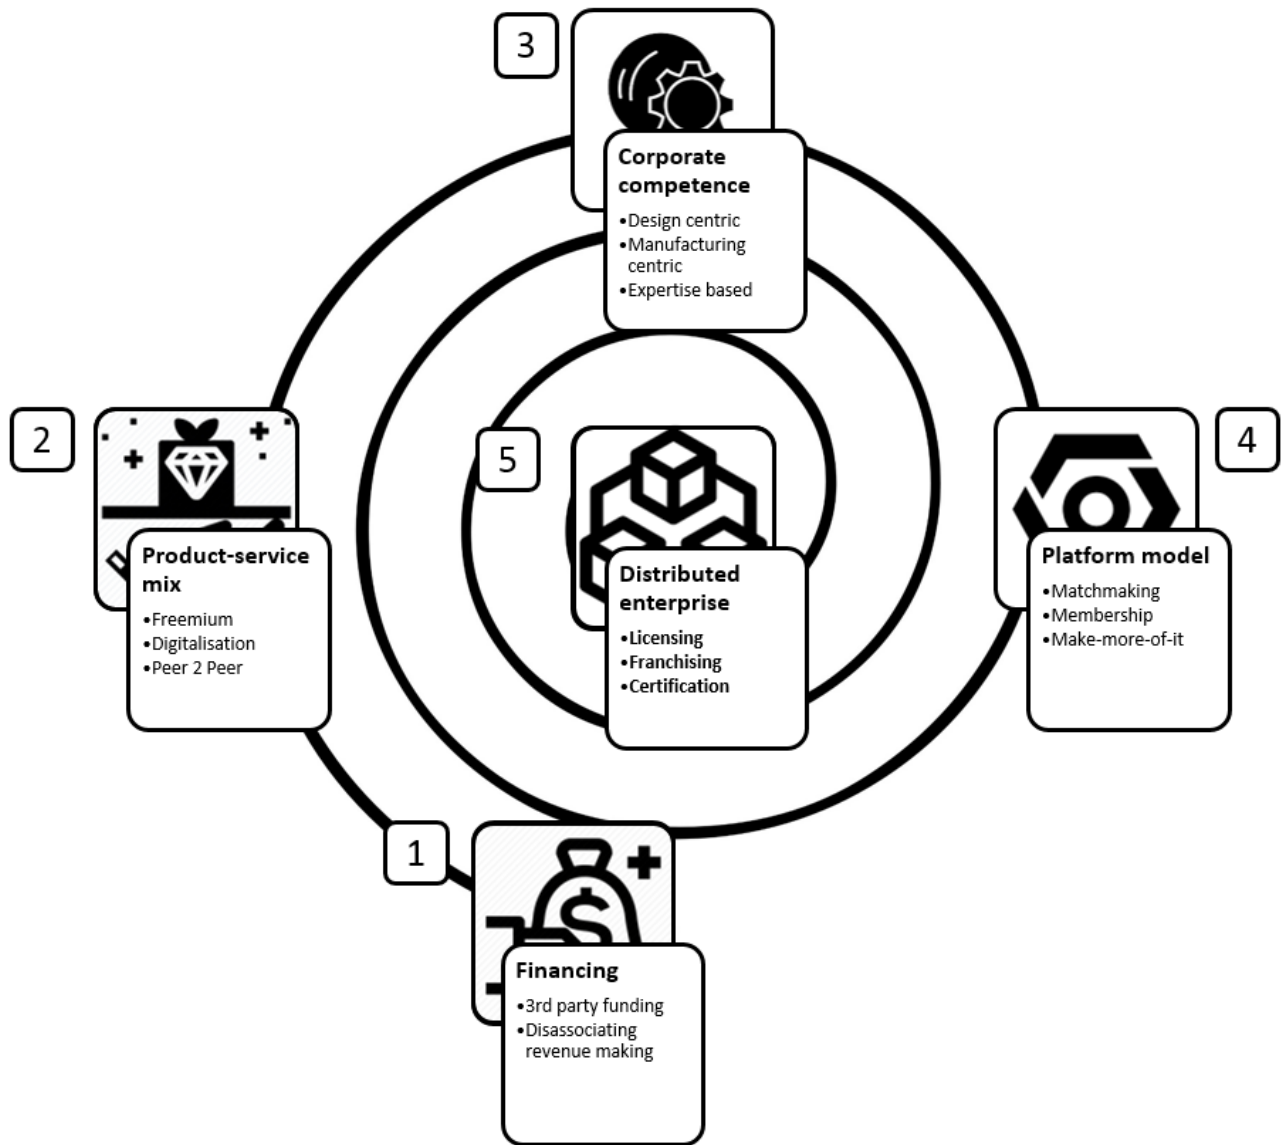 3
Corporate
competence
•Design centric
•Manufacturing
centric
•Expertise based
2
Product-service
mix
•Freemium
•Digitalisation
•Peer 2 Peer
5
Distributed
enterprise
•Licensing
•Franchising
•Certification
4
Platform model
•Matchmaking
•Membership
•Make-more-of-it
1
$
Financing
•3rd party funding
•Disassociating
revenue making